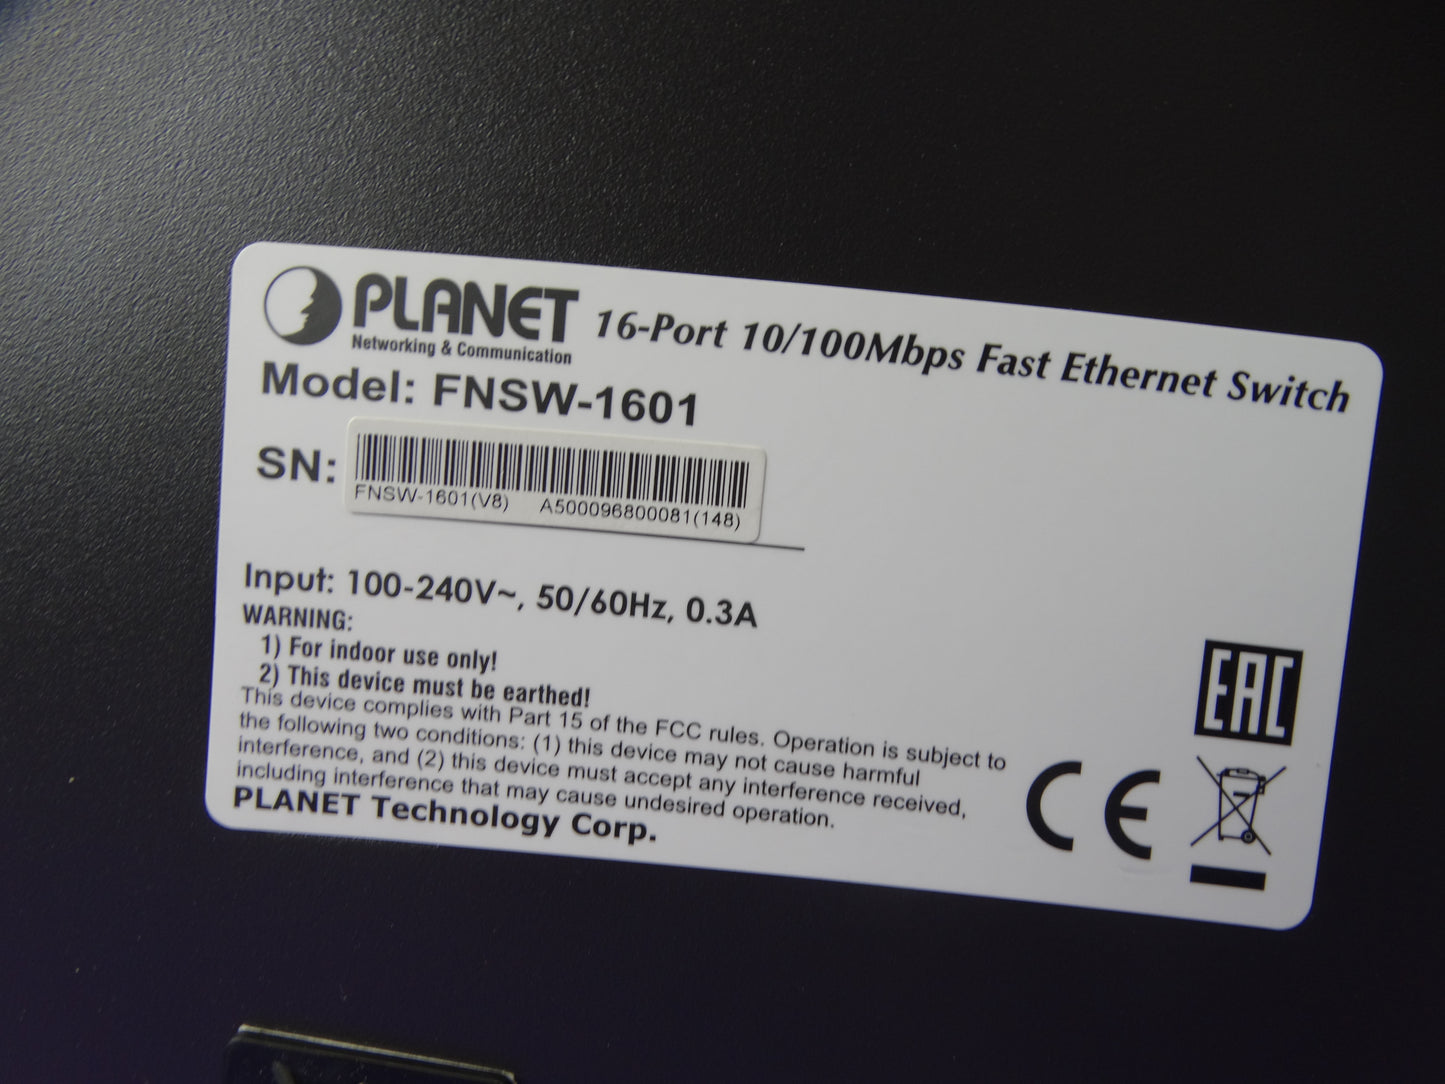 PLANET
Networking & Communication
16-Port 10/100Mbps Fast Ethernet Switch
Model: FNSW-1601
SN:
FNSW-1601(V8) A500096800081(148)
Input: 100-240V~, 50/60Hz, 0.3A
WARNING:
1) For indoor use only!
2) This device must be earthed!
This device complies with Part 15 of the FCC rules. Operation is subject to
the following two conditions: (1) this device may not cause harmful
interference, and (2) this device must accept any interference received,
including interference that may cause undesired operation.
PLANET Technology Corp.
EAC
CE